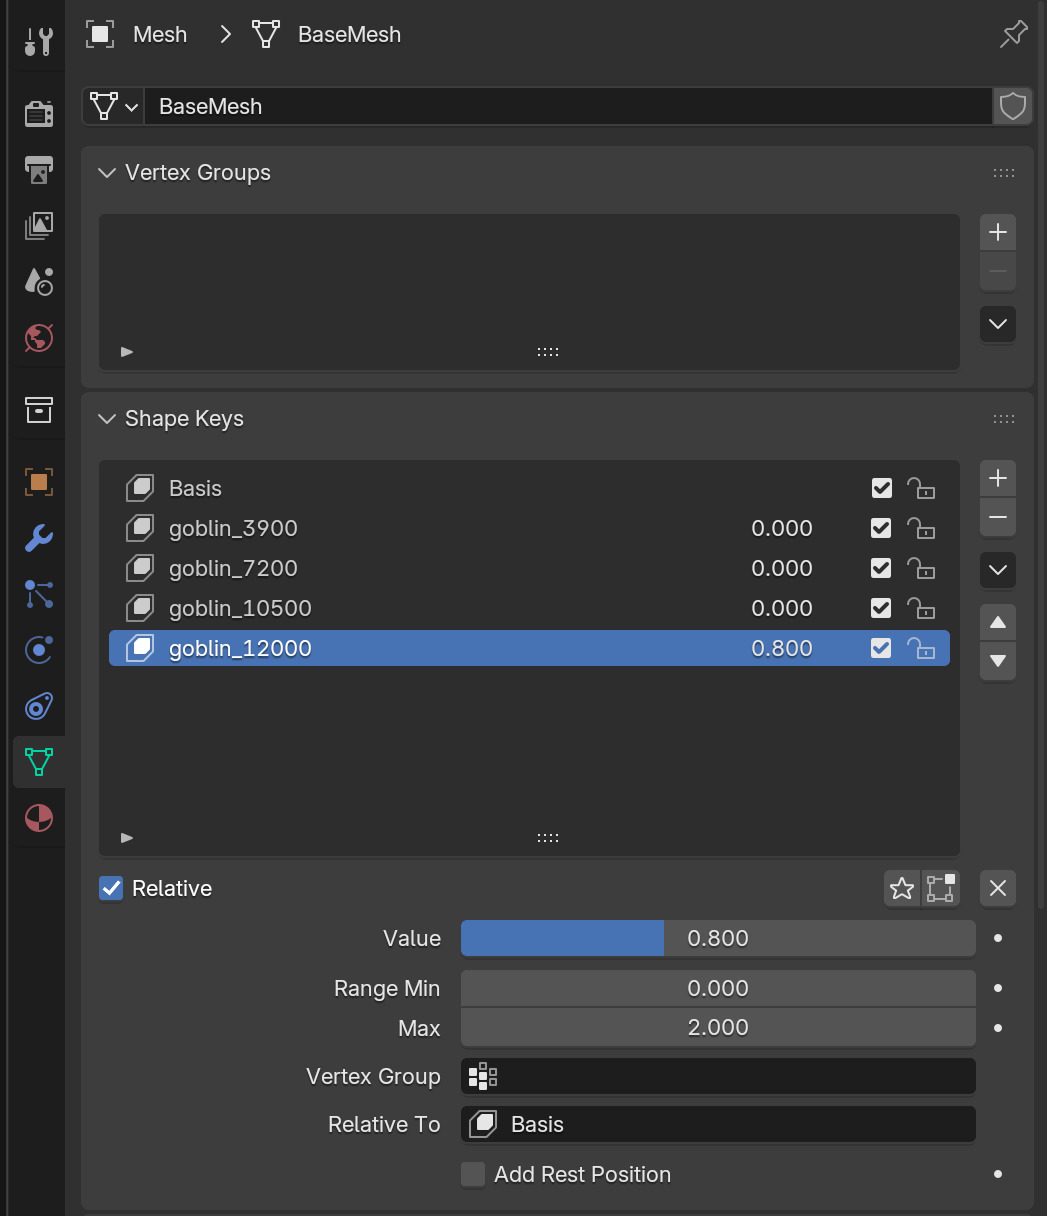 Mesh > BaseMesh
BaseMesh
Vertex Groups
Shape Keys
Basis
goblin_3900 0.000
goblin_7200 0.000
goblin_10500 0.000
goblin_12000 0.800
Relative
Value 0.800
Range Min 0.000
Max 2.000
Vertex Group
Relative To Basis
Add Rest Position